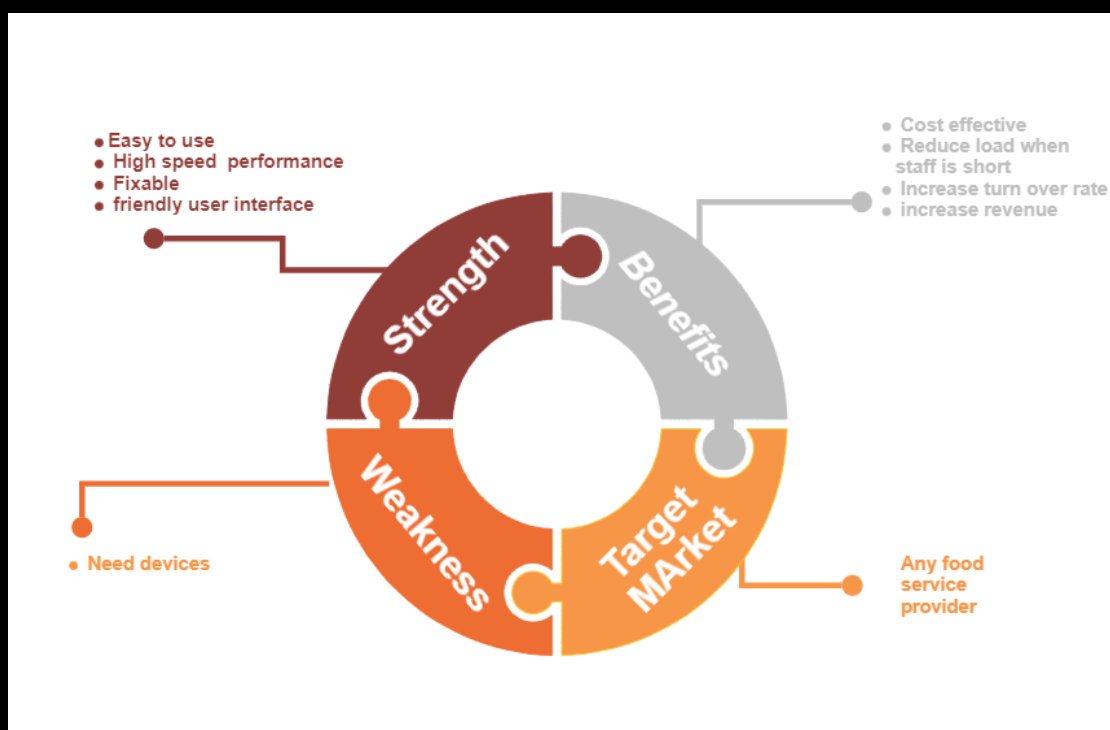 ● Easy to use
● High speed performance
● Fixable
● friendly user interface
● Cost effective
● Reduce load when
staff is short
● Increase turn over rate
● increase revenue
Strength
Benefits
Weakness
Target
MArket
● Need devices
Any food
service
provider